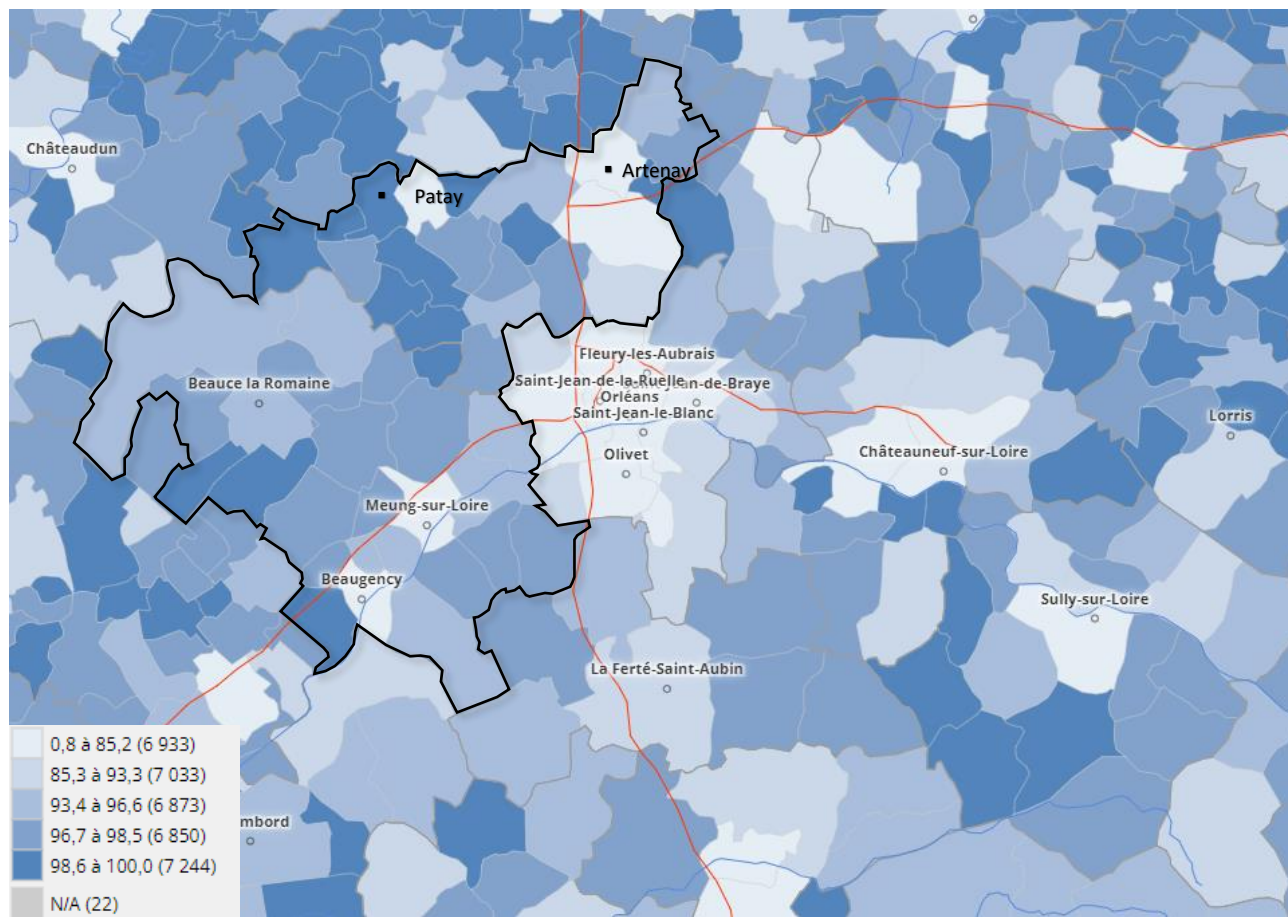 Châteaudun
Artenay
Patay
Fleury-les-Aubrais
Saint-Jean-de-la-Ruelle
Jean-de-Braye
Beauce la Romaine
Orléans
Saint-Jean-le-Blanc
Lorris
Olivet
Châteauneuf-sur-Loire
Meung-sur-Loire
Beaugency
Sully-sur-Loire
La Ferté-Saint-Aubin
0,8 à 85,2 (6 933)
85,3 à 93,3 (7 033)
93,4 à 96,6 (6 873)
mbord
96,7 à 98,5 (6 850)
98,6 à 100,0 (7 244)
N/A (22)